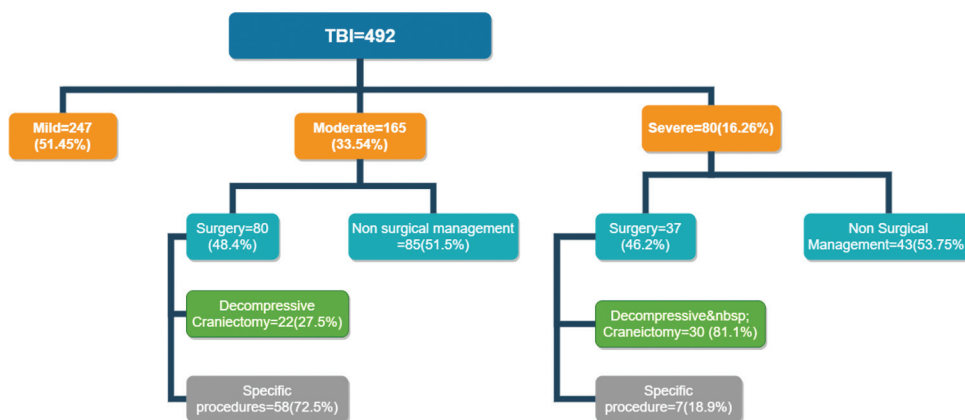 TBI=492
Mild=247
(51.45%)
Moderate=165
(33.54%)
Severe=80(16.26%)
Surgery=80
(48.4%)
Non surgical management
=85(51.5%)
Surgery=37
(46.2%)
Non Surgical
Management=43(53.75%
Decompressive
Craniectomy=22(27.5%)
Decompressive&nbsp;
Craneictomy=30 (81.1%)
Specific
procedures=58(72.5%)
Specific
procedure=7(18.9%)